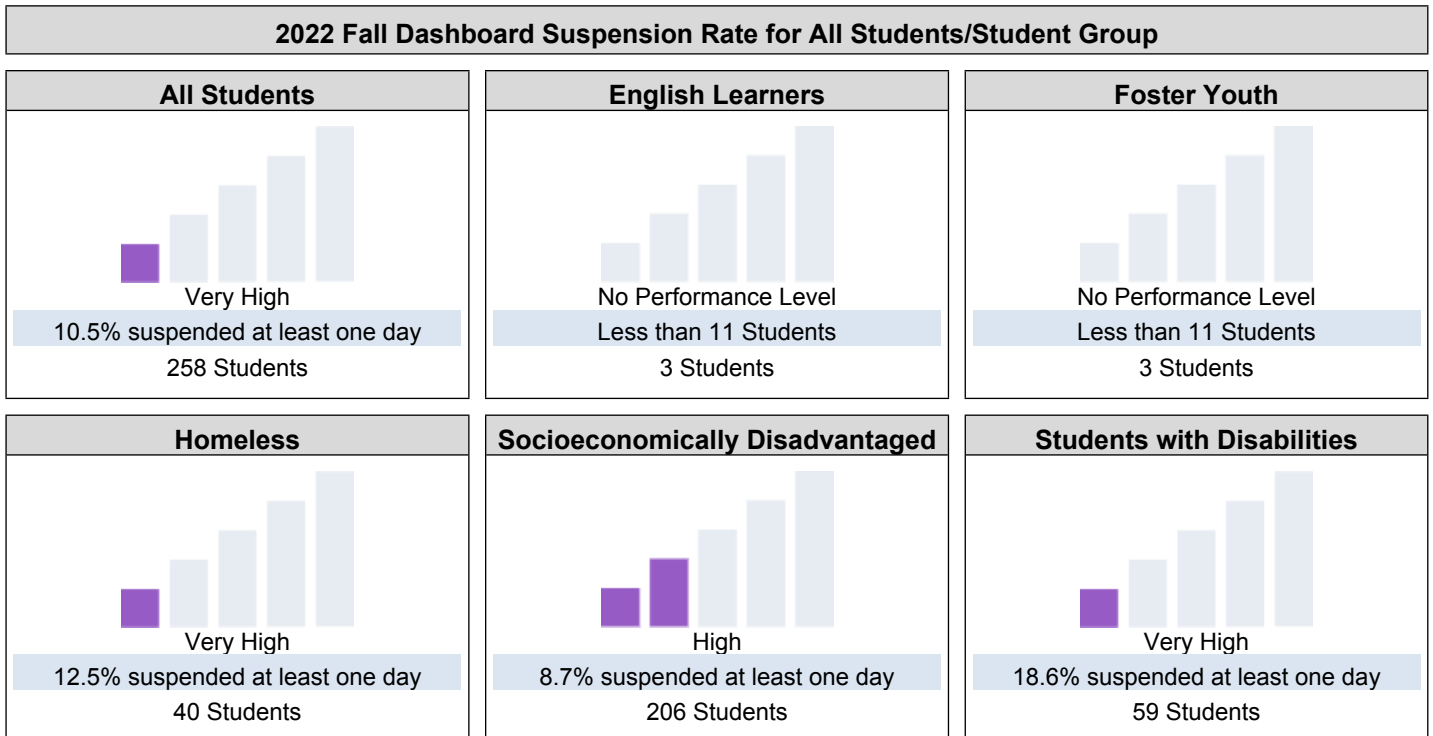 2022 Fall Dashboard Suspension Rate for All Students/Student Group
All Students
Very High
10.5% suspended at least one day
258 Students
English Learners
No Performance Level
Less than 11 Students
3 Students
Foster Youth
No Performance Level
Less than 11 Students
3 Students
Homeless
Very High
12.5% suspended at least one day
40 Students
Socioeconomically Disadvantaged
High
8.7% suspended at least one day
206 Students
Students with Disabilities
Very High
18.6% suspended at least one day
59 Students